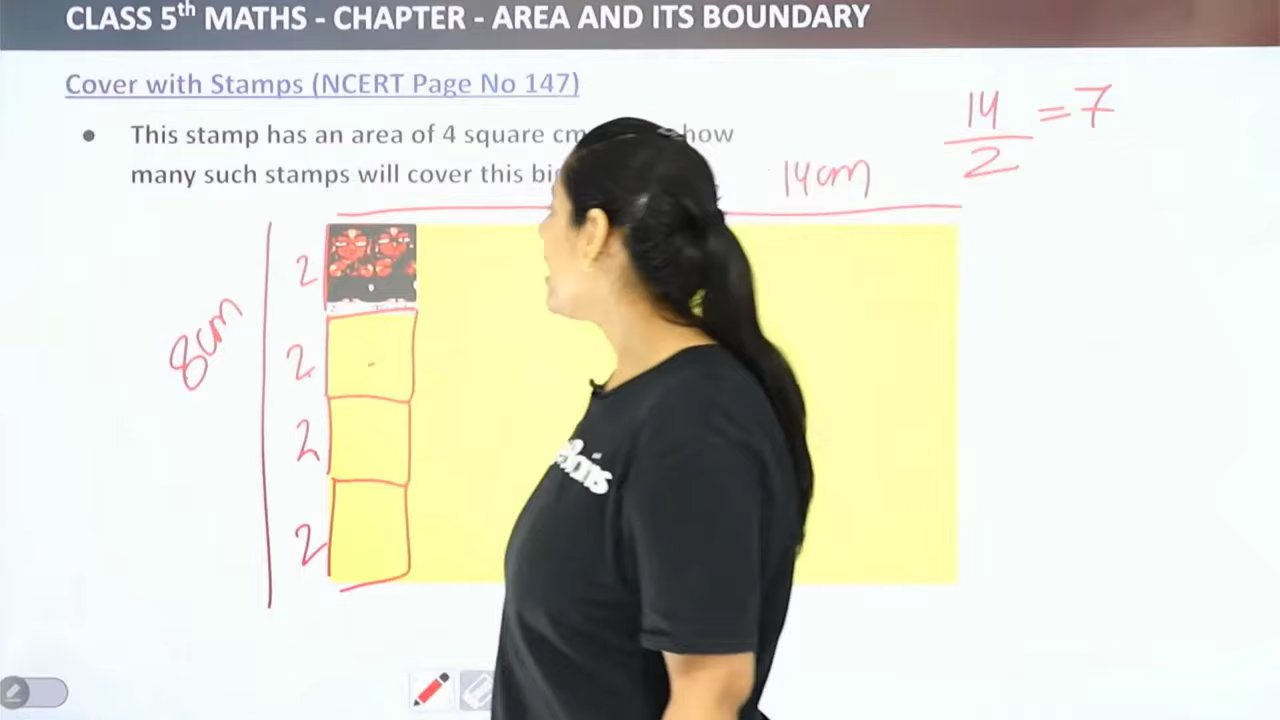 CLASS 5th MATHS - CHAPTER - AREA AND ITS BOUNDARY
Cover with Stamps (NCERT Page No 147)
14/2 = 7
• This stamp has an area of 4 square cm how
many such stamps will cover this
14cm
8cm
2
2
2
2